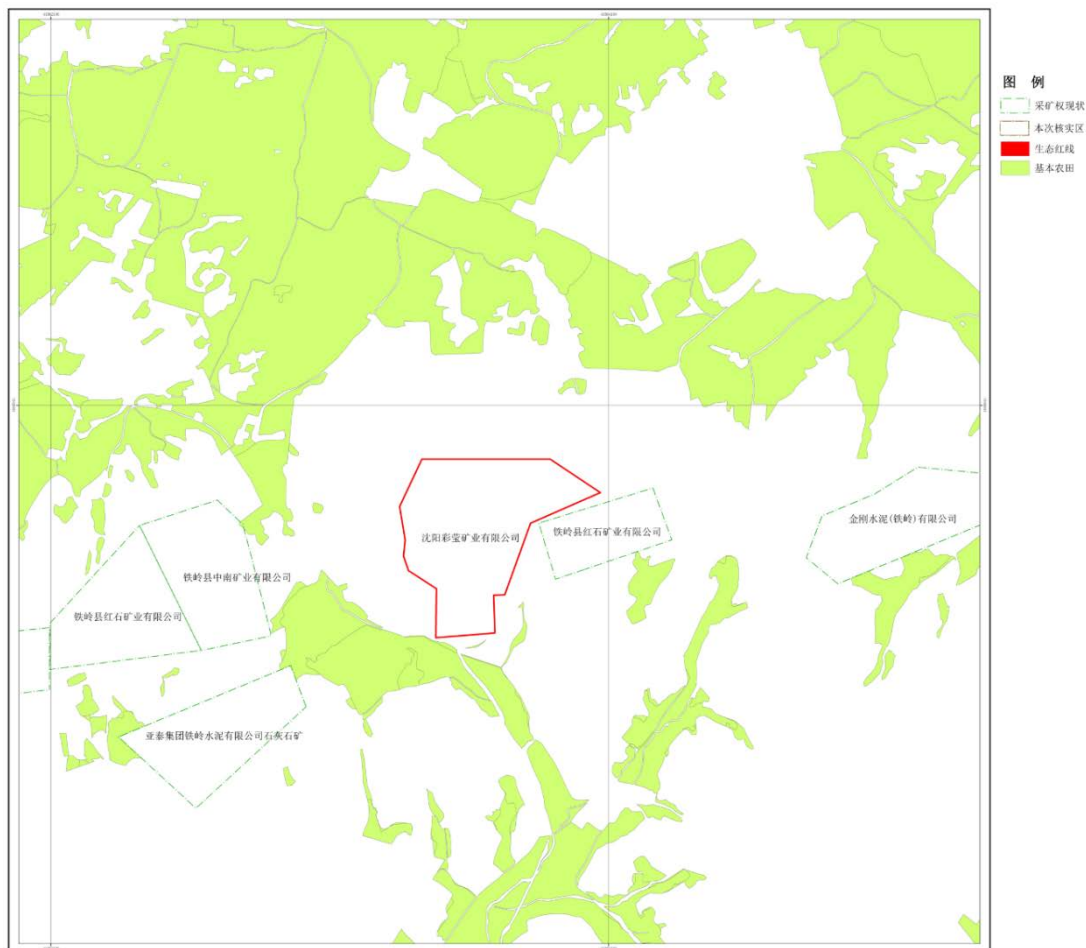 图 例
采矿权现状
本次核实区
生态红线
基本农田
金刚水泥(铁岭)有限公司
沈阳彩莹矿业有限公司
铁岭县红石矿业有限公司
铁岭县中南矿业有限公司
铁岭县红石矿业有限公司
亚泰集团铁岭水泥有限公司石灰石矿